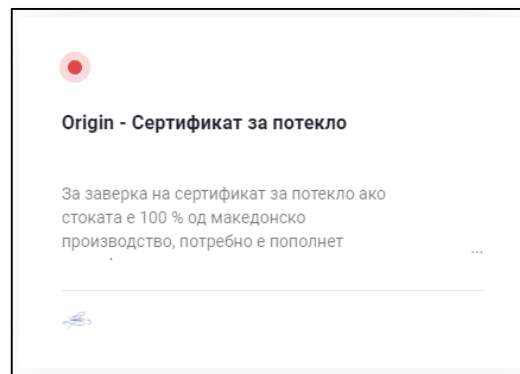 Origin - Сертификат за потекло
За заверка на сертификат за потекло ако
стоката е 100 % од македонско
производство, потребно е пополнет
...